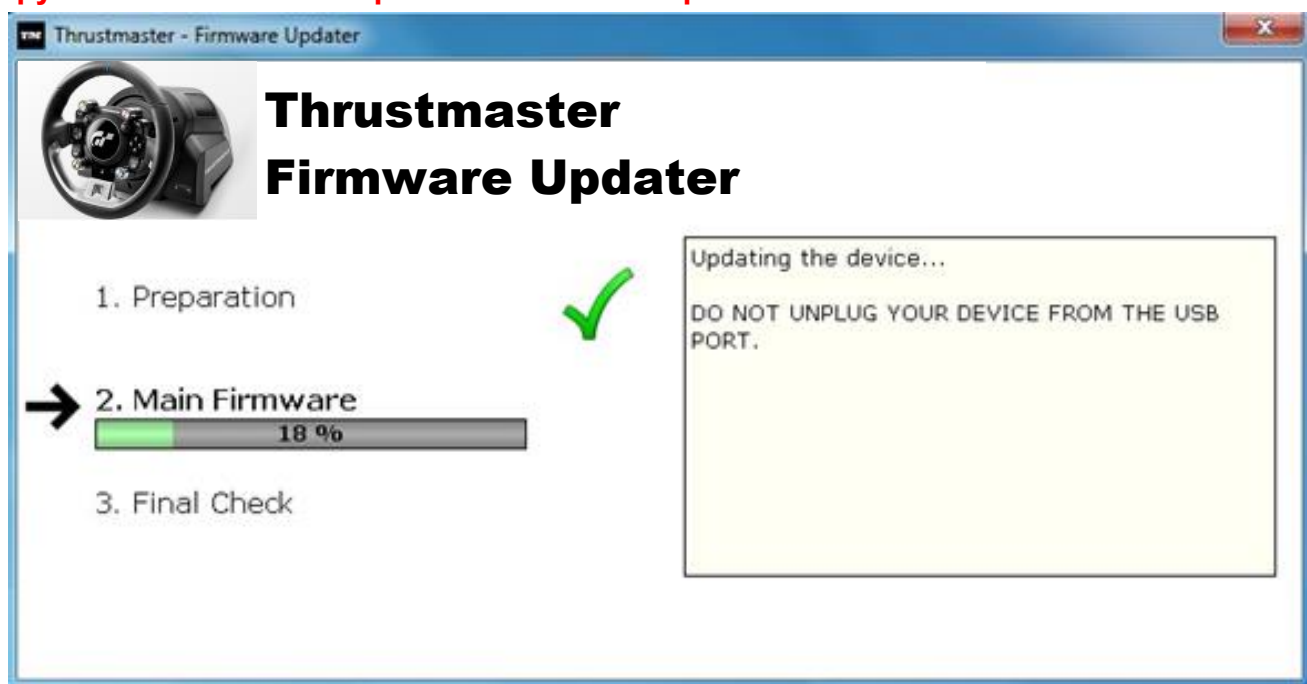 Thrustmaster - Firmware Updater
Thrustmaster
Firmware Updater
1. Preparation
2. Main Firmware
18 %
3. Final Check
Updating the device...
DO NOT UNPLUG YOUR DEVICE FROM THE USB
PORT.